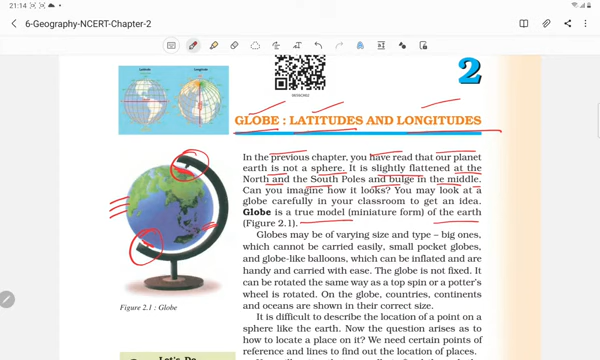 21:14
79%
6-Geography-NCERT-Chapter-2
Latitude
Longitude
2
GLOBE : LATITUDES AND LONGITUDES
In the previous chapter, you have read that our planet
earth is not a sphere. It is slightly flattened at the
North and the South Poles and bulge in the middle.
Can you imagine how it looks? You may look at a
globe carefully in your classroom to get an idea.
Globe is a true model (miniature form) of the earth
(Figure 2.1).
Globes may be of varying size and type – big ones,
which cannot be carried easily, small pocket globes,
and globe-like balloons, which can be inflated and are
handy and carried with ease. The globe is not fixed. It
can be rotated the same way as a top spin or a potter's
wheel is rotated. On the globe, countries, continents
and oceans are shown in their correct size.
Figure 2.1 : Globe
It is difficult to describe the location of a point on a
sphere like the earth. Now the question arises as to
how to locate a place on it? We need certain points of
reference and lines to find out the location of places.
Let's Do